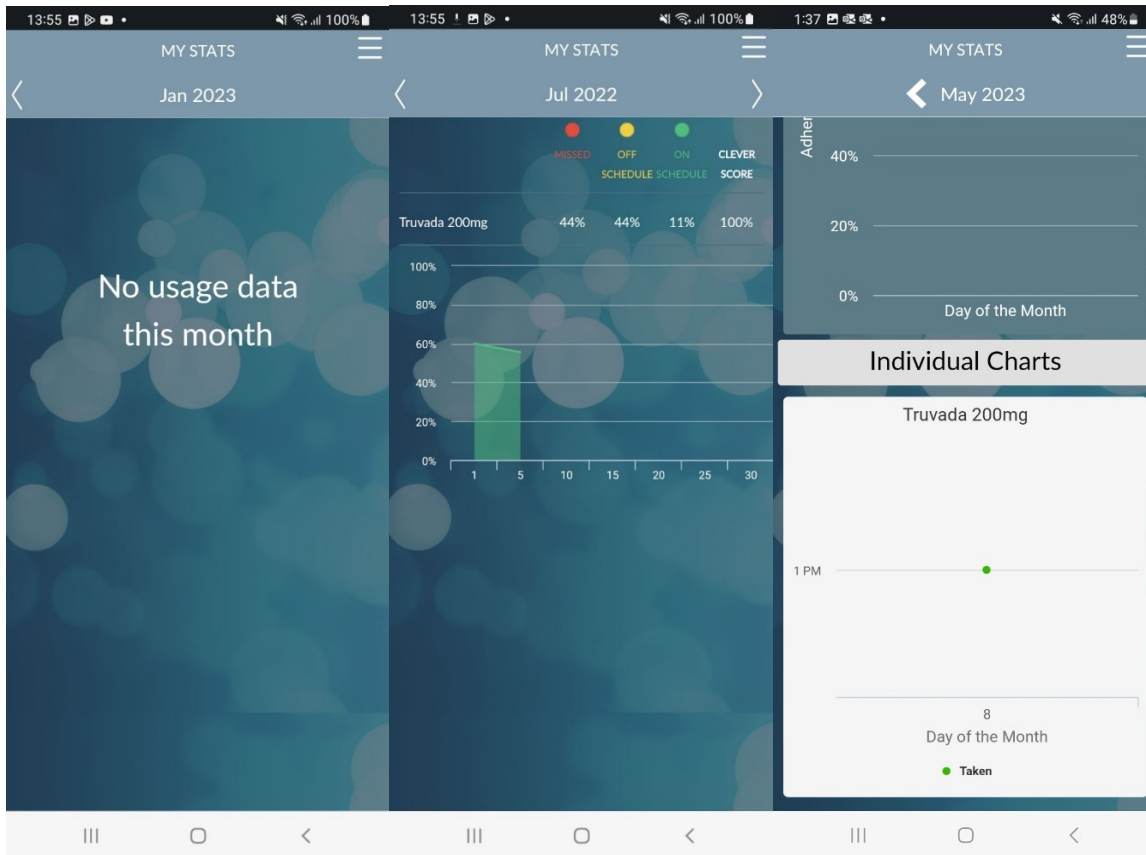 13:55
100%
MY STATS
Jan 2023
No usage data
this month
13:55
100%
MY STATS
Jul 2022
MISSED OFF SCHEDULE ON SCHEDULE CLEVER SCORE
Truvada 200mg 44% 44% 11% 100%
100%
80%
60%
40%
20%
0%
1 5 10 15 20 25 30
1:37
48%
MY STATS
May 2023
Adher
40%
20%
0%
Day of the Month
Individual Charts
Truvada 200mg
1 PM
8
Day of the Month
Taken